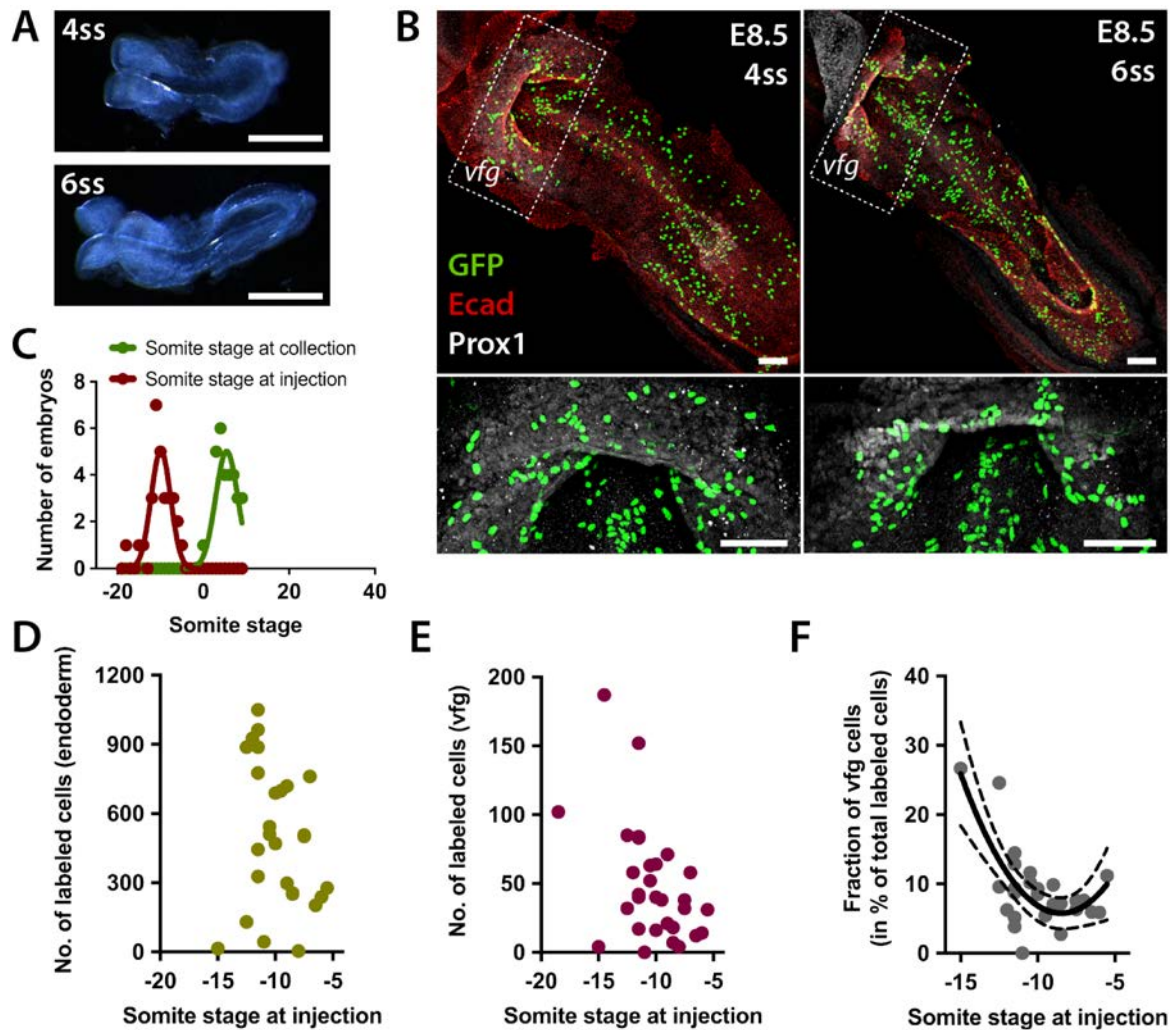 A
4ss
6ss
B
E8.5
4ss
vfg
GFP
Ecad
Prox1
E8.5
6ss
vfg
C
Somite stage at collection
Somite stage at injection
Number of embryos
8
6
4
2
0
-20
0
20
40
Somite stage
D
No. of labeled cells (endoderm)
1200
900
600
300
0
-20
-15
-10
-5
Somite stage at injection
E
No. of labeled cells (vfg)
200
150
100
50
0
-20
-15
-10
-5
Somite stage at injection
F
Fraction of vfg cells
(in % of total labeled cells)
40
30
20
10
0
-15
-10
-5
Somite stage at injection